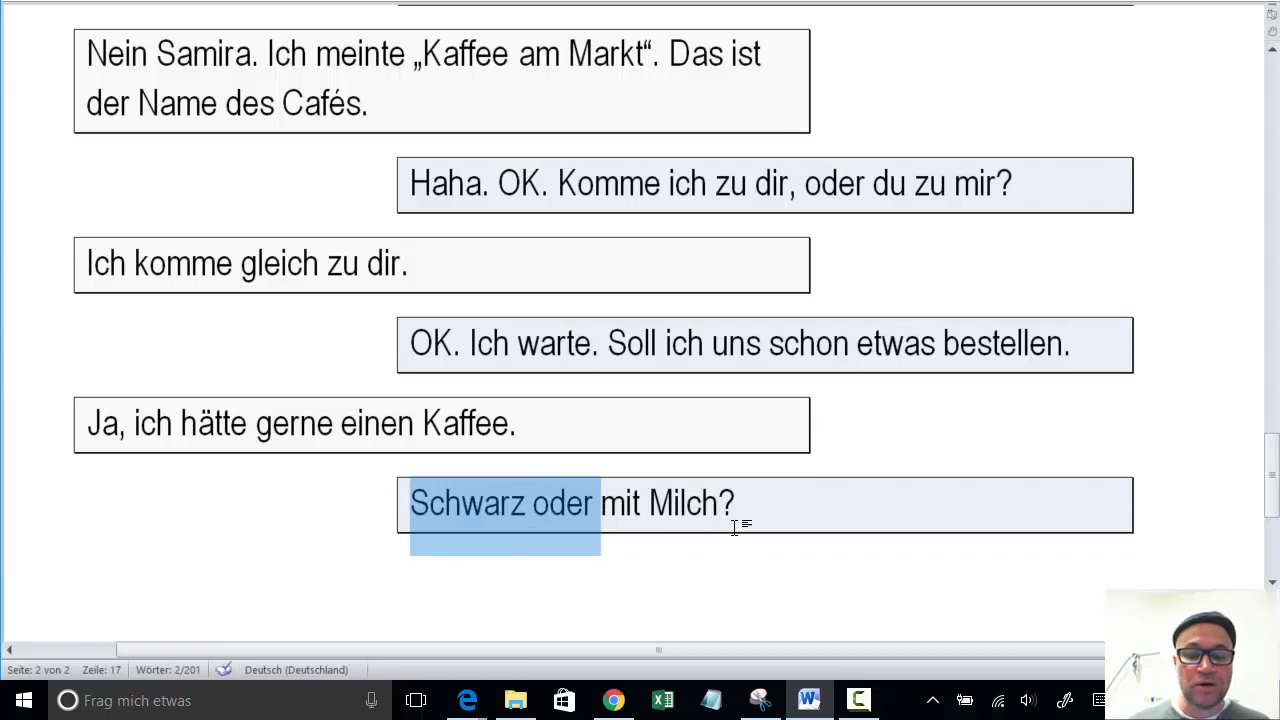 Nein Samira. Ich meinte „Kaffee am Markt“. Das ist
der Name des Cafés.
Haha. OK. Komme ich zu dir, oder du zu mir?
Ich komme gleich zu dir.
OK. Ich warte. Soll ich uns schon etwas bestellen.
Ja, ich hätte gerne einen Kaffee.
Schwarz oder mit Milch?
Seite: 2 von 2 Zeile: 17 Wörter: 2/201 Deutsch (Deutschland)
Frag mich etwas